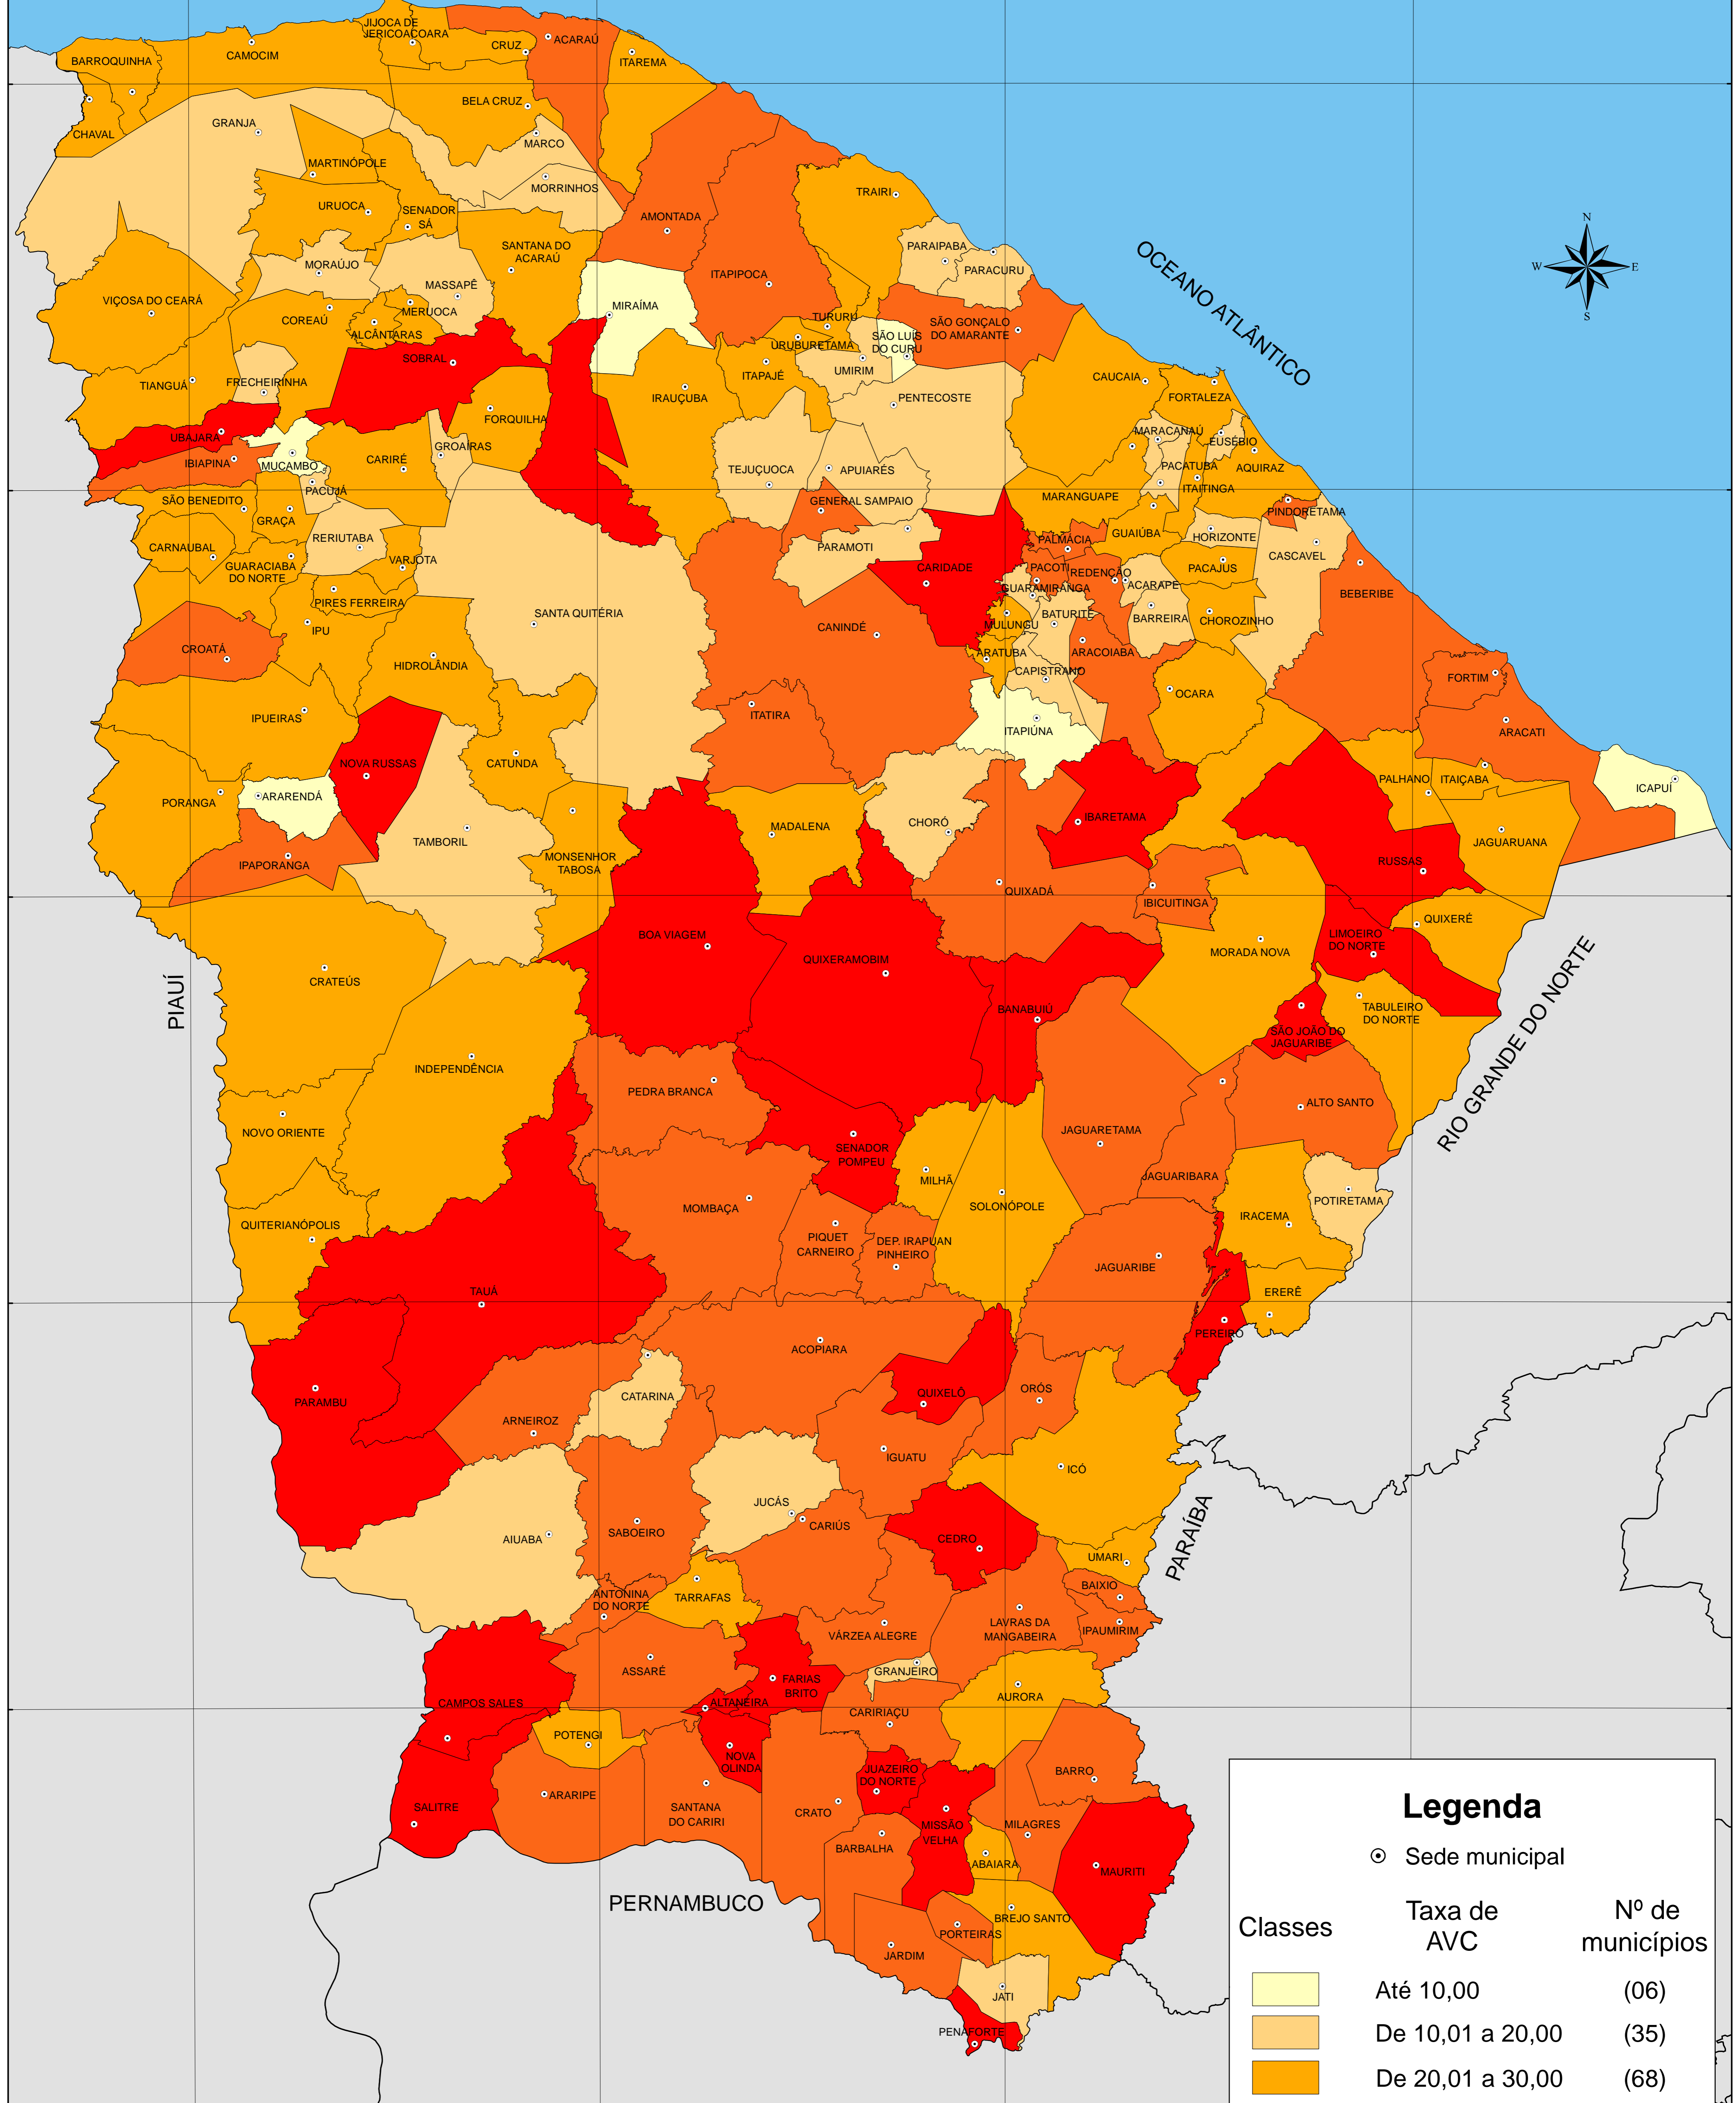 JIJOCA DE
JERICOACOARA
CRUZ
ACARAÚ
BARROQUINHA
CAMOCIM
ITAREMA
BELA CRUZ
GRANJA
CHAVAL
MARCO
MARTINÓPOLE
MORRINHOS
TRAIRI
URUOCA
SENADOR
SÁ
AMONTADA
N
W
E
S
SANTANA DO
ACARAÚ
PARAIPABA
PARACURU
OCEANO ATLÂNTICO
MORAÚJO
ITAPIPOCA
MASSAPÊ
VIÇOSA DO CEARÁ
MIRAÍMA
MERUOCA
COREAÚ
TURURU
SÃO GONÇALO
DO AMARANTE
ALCÂNTARAS
SÃO LUÍS
DO CURU
URUBURETAMA
SOBRAL
UMIRIM
ITAPAJÉ
CAUCAIA
TIANGUÁ
FRECHEIRINHA
IRAUÇUBA
PENTECOSTE
FORTALEZA
FORQUILHA
MARACANAÚ
UBAJARA
EUSÉBIO
GROAÍRAS
IBIAPINA
MUCAMBO
CARIRÉ
TEJUÇUOCA
APUIARÉS
PACATUBA
AQUIRAZ
PACUJÁ
ITAITINGA
SÃO BENEDITO
GENERAL SAMPAIO
MARANGUAPE
PINDORETAMA
GRAÇA
RERIUTABA
GUAIÚBA
HORIZONTE
CARNAUBAL
PARAMOTI
PALMÁCIA
CASCAVEL
VARJOTA
GUARACIABA
DO NORTE
CARIDADE
PACOTI
REDENÇÃO
PACAJUS
ACARAPE
GUARAMIRANGA
BEBERIBE
PIRES FERREIRA
SANTA QUITÉRIA
BATURITÉ
BARREIRA
CHOROZINHO
IPU
CANINDÉ
MULUNGU
CROATÁ
ARATUBA
ARACOIABA
HIDROLÂNDIA
CAPISTRANO
FORTIM
OCARA
IPUEIRAS
ITATIRA
ITAPIÚNA
ARACATI
NOVA RUSSAS
CATUNDA
PALHANO
ITAIÇABA
ICAPUÍ
ARARENDÁ
PORANGA
IBARETAMA
MADALENA
CHORÓ
TAMBORIL
JAGUARUANA
MONSENHOR
TABOSA
IPAPORANGA
RUSSAS
QUIXADÁ
IBICUITINGA
QUIXERÉ
BOA VIAGEM
LIMOEIRO
DO NORTE
MORADA NOVA
QUIXERAMOBIM
CRATEÚS
PIAUÍ
BANABUIÚ
TABULEIRO
DO NORTE
SÃO JOÃO DO
JAGUARIBE
RIO GRANDE DO NORTE
INDEPENDÊNCIA
PEDRA BRANCA
ALTO SANTO
NOVO ORIENTE
JAGUARETAMA
SENADOR
POMPEU
JAGUARIBARA
MILHÃ
POTIRETAMA
MOMBAÇA
SOLONÓPOLE
IRACEMA
QUITERIANÓPOLIS
PIQUET
CARNEIRO
DEP. IRAPUAN
PINHEIRO
JAGUARIBE
TAUÁ
ERERÊ
PEREIRO
ACOPIARA
ORÓS
QUIXELÔ
CATARINA
PARAMBU
ARNEIROZ
IGUATU
ICÓ
JUCÁS
CARIÚS
SABOEIRO
AIUABA
CEDRO
PARAÍBA
UMARI
BAIXIO
ANTONINA
DO NORTE
TARRAFAS
LAVRAS DA
MANGABEIRA
IPAUMIRIM
VÁRZEA ALEGRE
ASSARÉ
GRANJEIRO
FARIAS
BRITO
AURORA
CAMPOS SALES
ALTANEIRA
CARIRIAÇU
POTENGI
NOVA
OLINDA
JUAZEIRO
DO NORTE
BARRO
ARARIPE
SALITRE
SANTANA
DO CARIRI
CRATO
MISSÃO
VELHA
MILAGRES
BARBALHA
ABAIARA
MAURITI
PERNAMBUCO
BREJO SANTO
PORTEIRAS
JARDIM
JATI
PENAFORTE
Legenda
Sede municipal
Classes
Taxa de
AVC
Nº de
municípios
Até 10,00 (06)
De 10,01 a 20,00 (35)
De 20,01 a 30,00 (68)